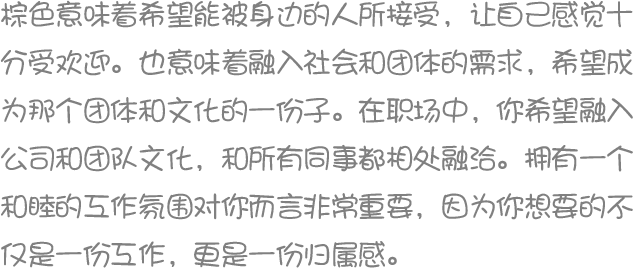 棕色意味着希望能被身边的人所接受，让自己感觉十
分受欢迎。也意味着融入社会和团体的需求，希望成
为那个团体和文化的一份子。在职场中，你希望融入
公司和团队文化，和所有同事都相处融洽。拥有一个
和睦的工作氛围对你而言非常重要，因为你想要的不
仅是一份工作，更是一份归属感。